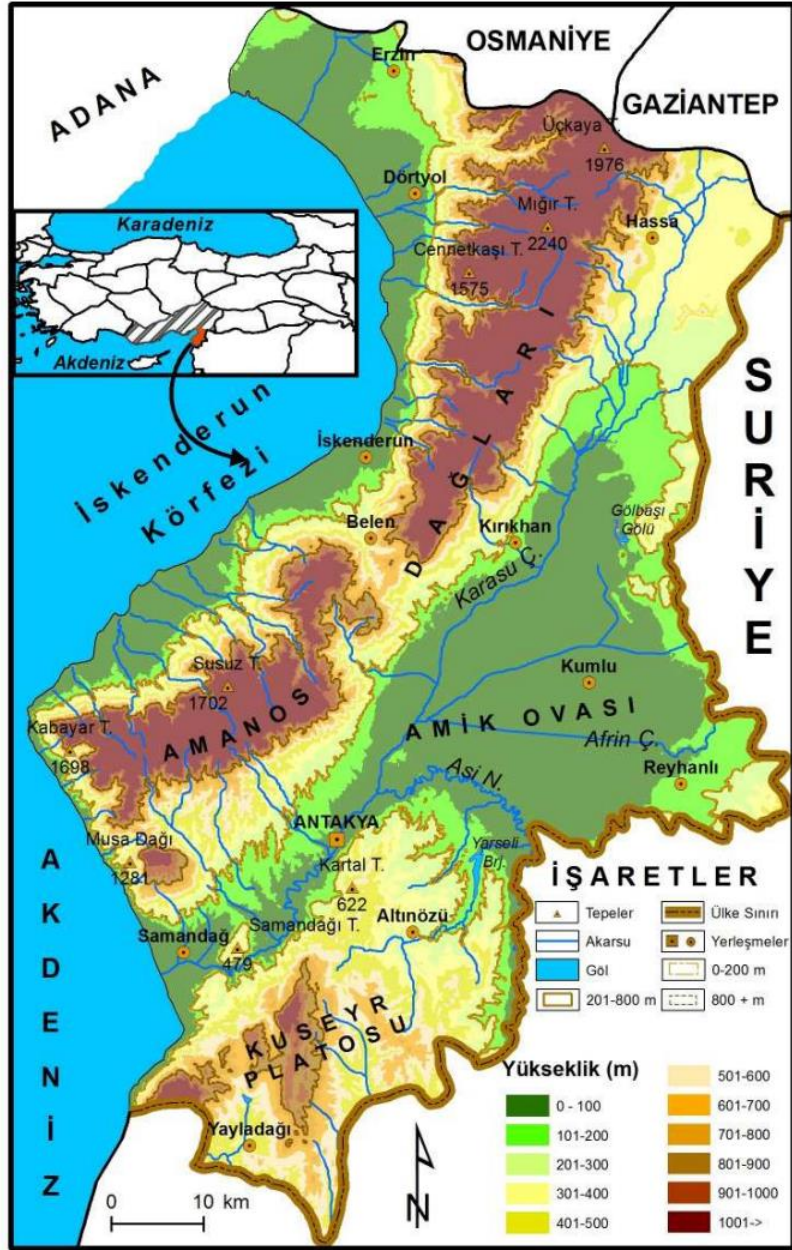 OSMANİYE
ADANA
GAZİANTEP
Erzin
Üçkaya T.
1976
Dörtyol
Mığır T.
2240
Hassa
Cennetkaşı T.
1575
Karadeniz
Akdeniz
İskenderun
Körfezi
SURİYE
İskenderun
Belen
Kırıkhan
Gölbaşı
Gölü
Karasu Ç.
AMANOS DAĞLARI
Susuz T.
1702
Kumlu
Kabayar T.
1698
AMİK OVASI
Afrin Ç.
Reyhanlı
Asi N.
ANTAKYA
Musa Dağı
1281
Kartal T.
622
Yarseli
Brj.
Altınözü
Samandağı T.
479
Samandağ
AKDENİZ
KUSEYR
PLATOSU
Yayladağı
0 10 km
N
İŞARETLER
Tepeler
Ülke Sınırı
Akarsu
Yerleşmeler
Göl
0-200 m
201-800 m
800 + m
Yükseklik (m)
0 - 100
101-200
201-300
301-400
401-500
501-600
601-700
701-800
801-900
901-1000
1001->